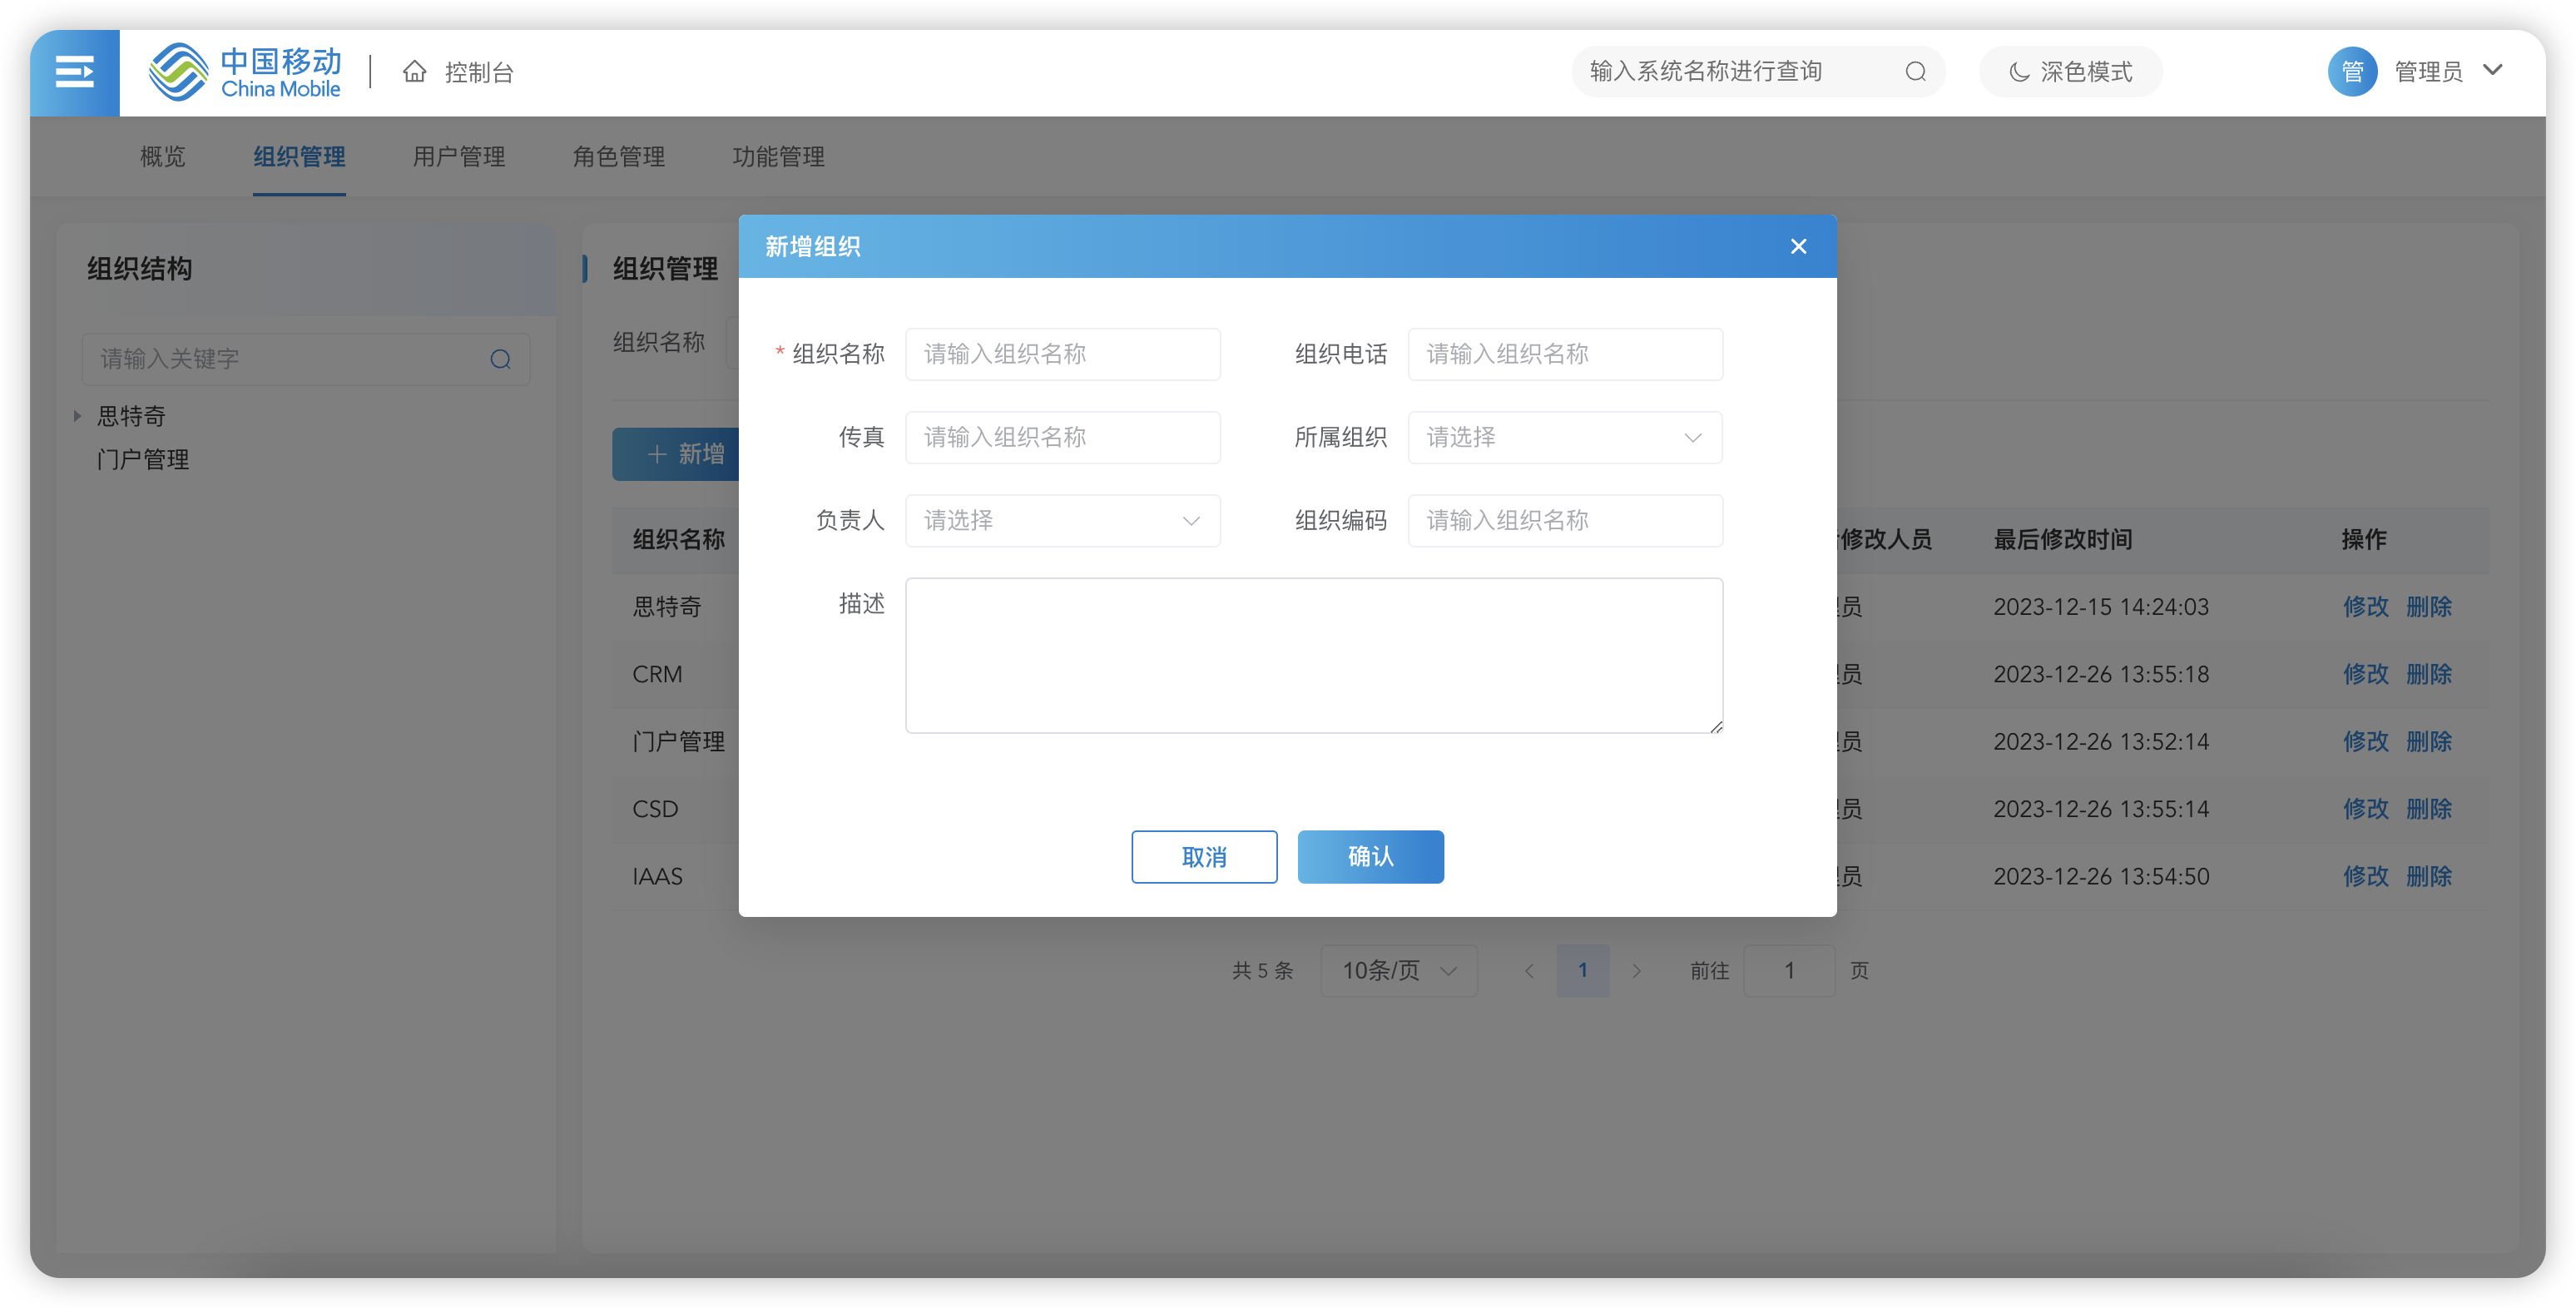 中国移动
China Mobile
控制台
输入系统名称进行查询
深色模式
管
管理员
概览
组织管理
用户管理
角色管理
功能管理
组织结构
请输入关键字
思特奇
门户管理
组织管理
组织名称
新增
组织名称 修改人员 最后修改时间 操作
思特奇 员 2023-12-15 14:24:03 修改 删除
CRM 员 2023-12-26 13:55:18 修改 删除
门户管理 员 2023-12-26 13:52:14 修改 删除
CSD 员 2023-12-26 13:55:14 修改 删除
IAAS 员 2023-12-26 13:54:50 修改 删除
共 5 条 10条/页 1 前往 1 页
新增组织
* 组织名称 请输入组织名称 组织电话 请输入组织名称
传真 请输入组织名称 所属组织 请选择
负责人 请选择 组织编码 请输入组织名称
描述
取消 确认